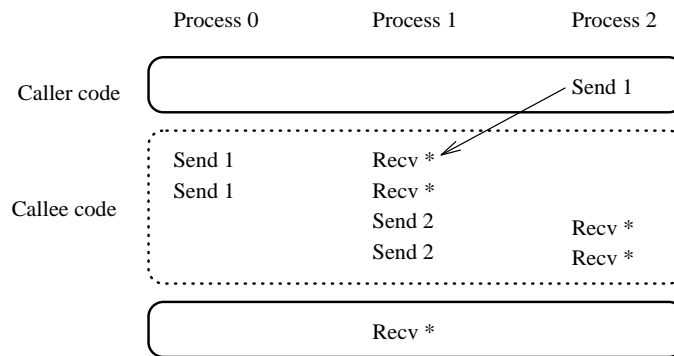 Process 0 Process 1 Process 2
Caller code Send 1
Send 1 Recv *
Callee code Send 1 Recv *
Send 2 Recv *
Send 2 Recv *
Recv *